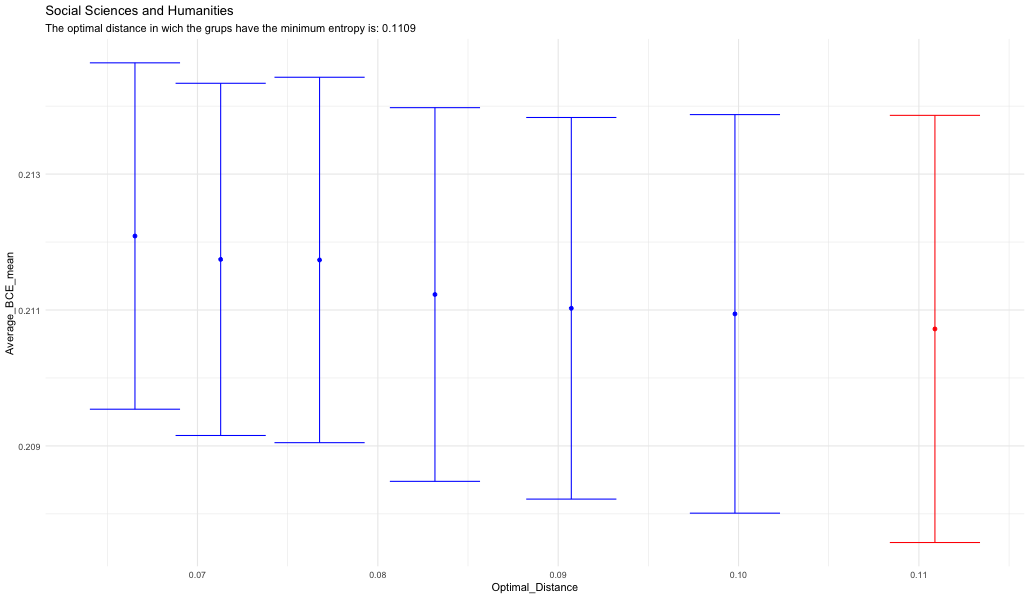 Social Sciences and Humanities
The optimal distance in wich the grups have the minimum entropy is: 0.1109
Average_BCE_mean
0.213
0.211
0.209
0.07
0.08
0.09
0.10
0.11
Optimal_Distance